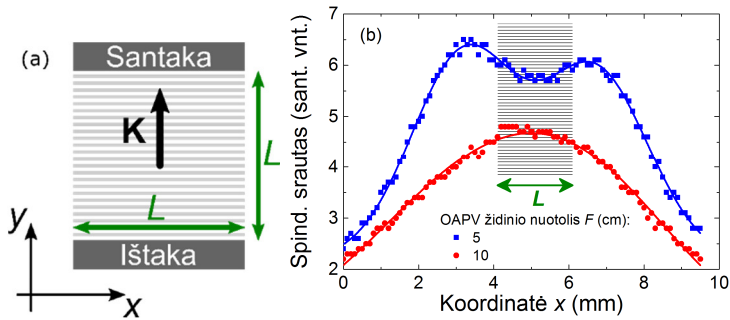 (a)
Santaka
K
L
L
Ištaka
y
x
(b)
Spind. srautas (sant. vnt.)
7
6
5
4
3
2
L
OAPV židinio nuotolis F (cm):
5
10
0
2
4
6
8
10
Koordinatė x (mm)